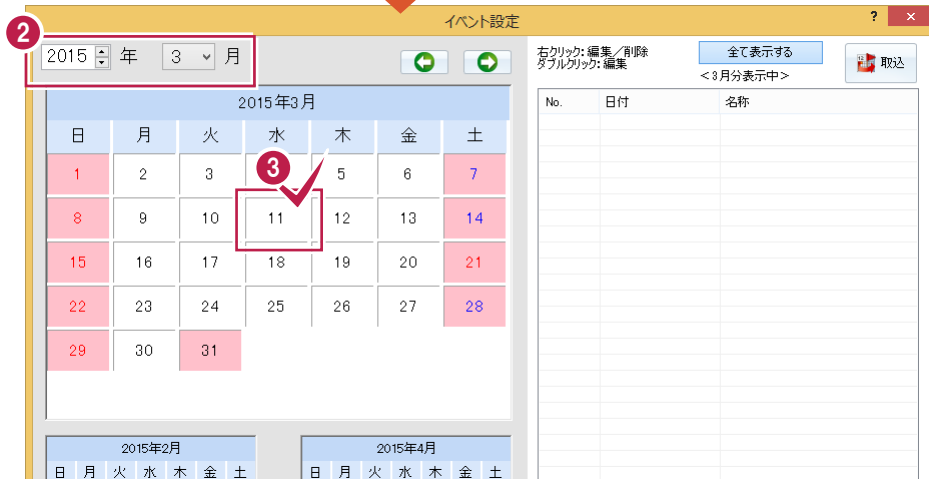 イベント設定
? ×
2
2015 年 3 月
右クリック:編集/削除
ダブルクリック:編集
全て表示する
<3月分表示中>
取込
2015年3月
日 月 火 水 木 金 土
1 2 3 5 6 7
3
8 9 10 11 12 13 14
15 16 17 18 19 20 21
22 23 24 25 26 27 28
29 30 31
No. 日付 名称
2015年2月
日 月 火 水 木 金 土
2015年4月
日 月 火 水 木 金 土